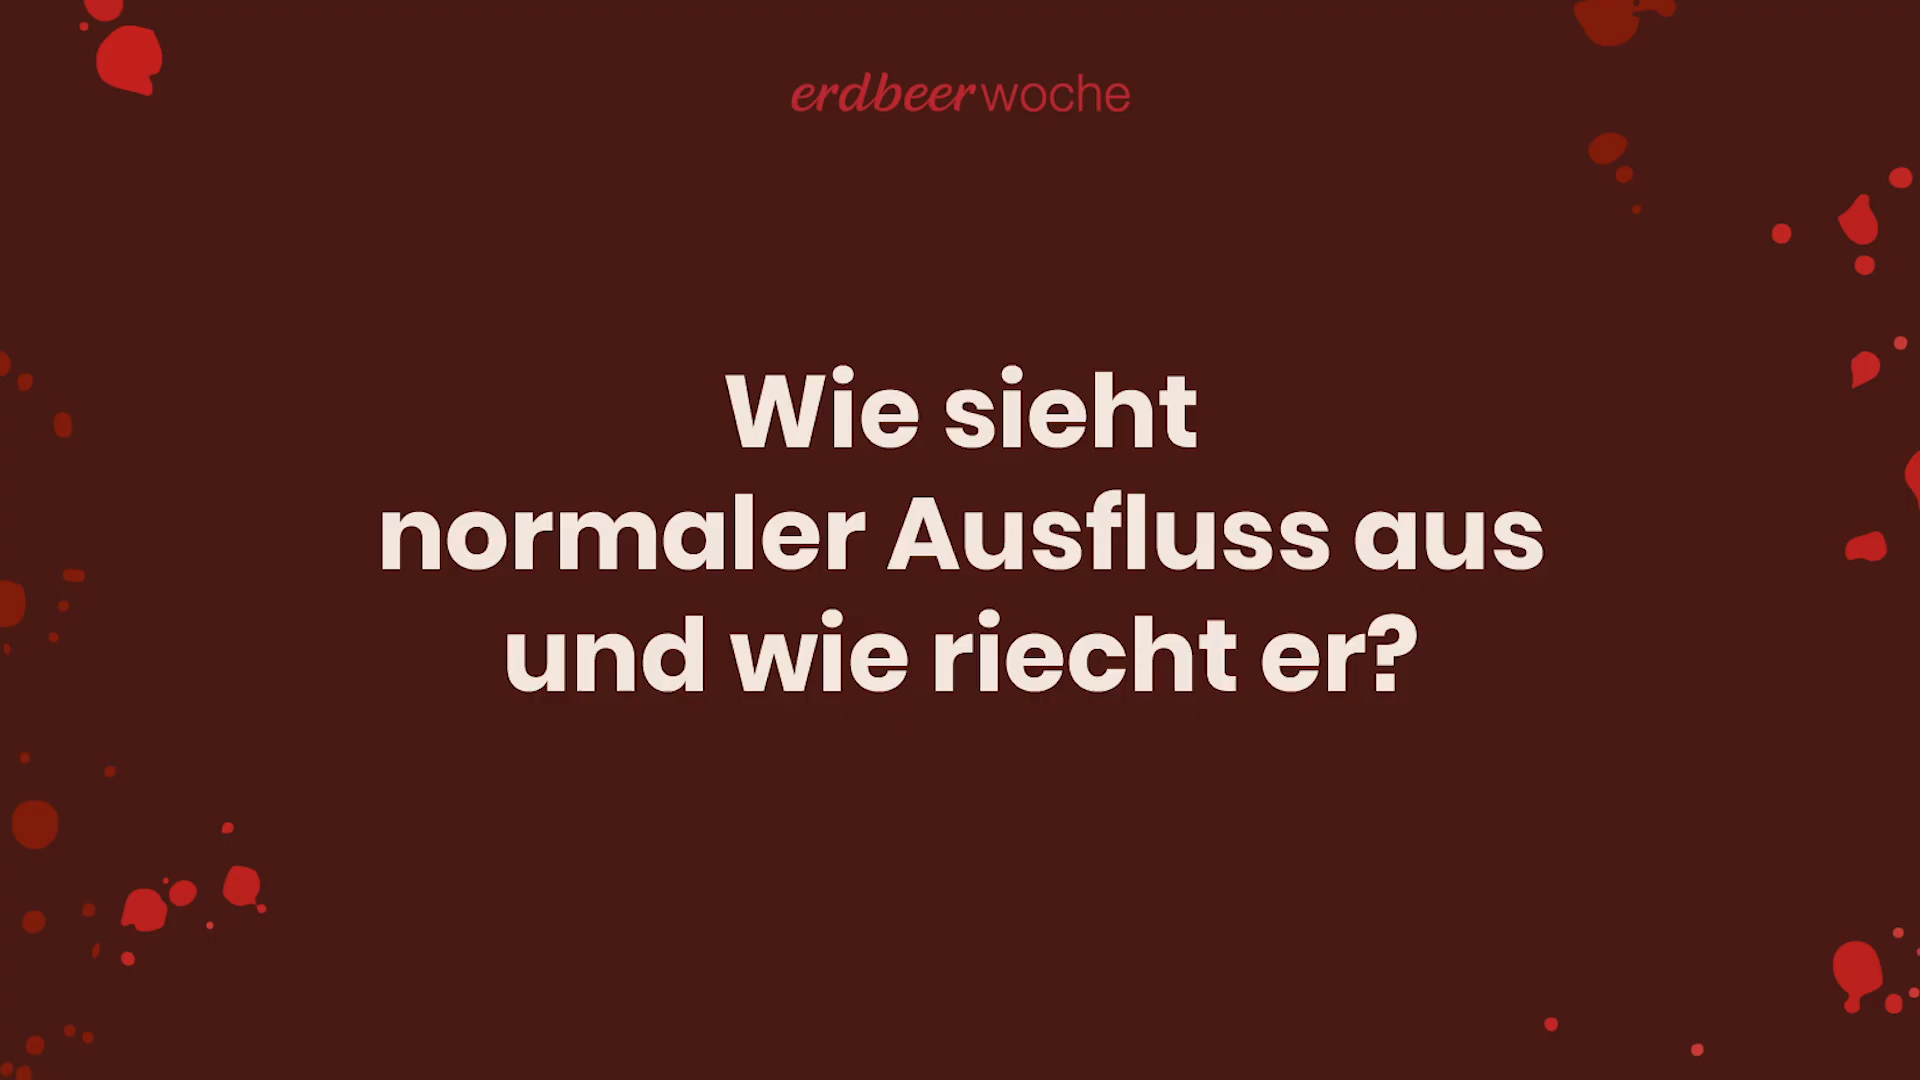 erdbeerwoche
Wie sieht
normaler Ausfluss aus
und wie riecht er?